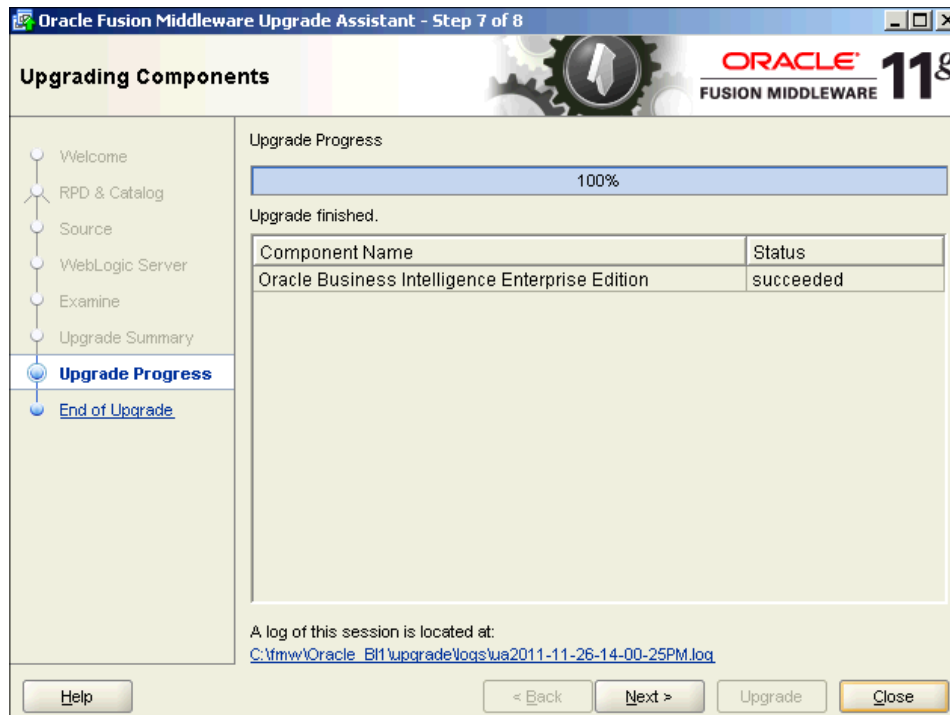 Oracle Fusion Middleware Upgrade Assistant - Step 7 of 8
Upgrading Components
ORACLE
FUSION MIDDLEWARE
11g
Welcome
RPD & Catalog
Source
WebLogic Server
Examine
Upgrade Summary
Upgrade Progress
End of Upgrade
Upgrade Progress
100%
Upgrade finished.
Component Name Status
Oracle Business Intelligence Enterprise Edition succeeded
A log of this session is located at:
C:\fmw\Oracle_BI1\upgrade\logs\ua2011-11-26-14-00-25PM.log
Help < Back Next > Upgrade Close